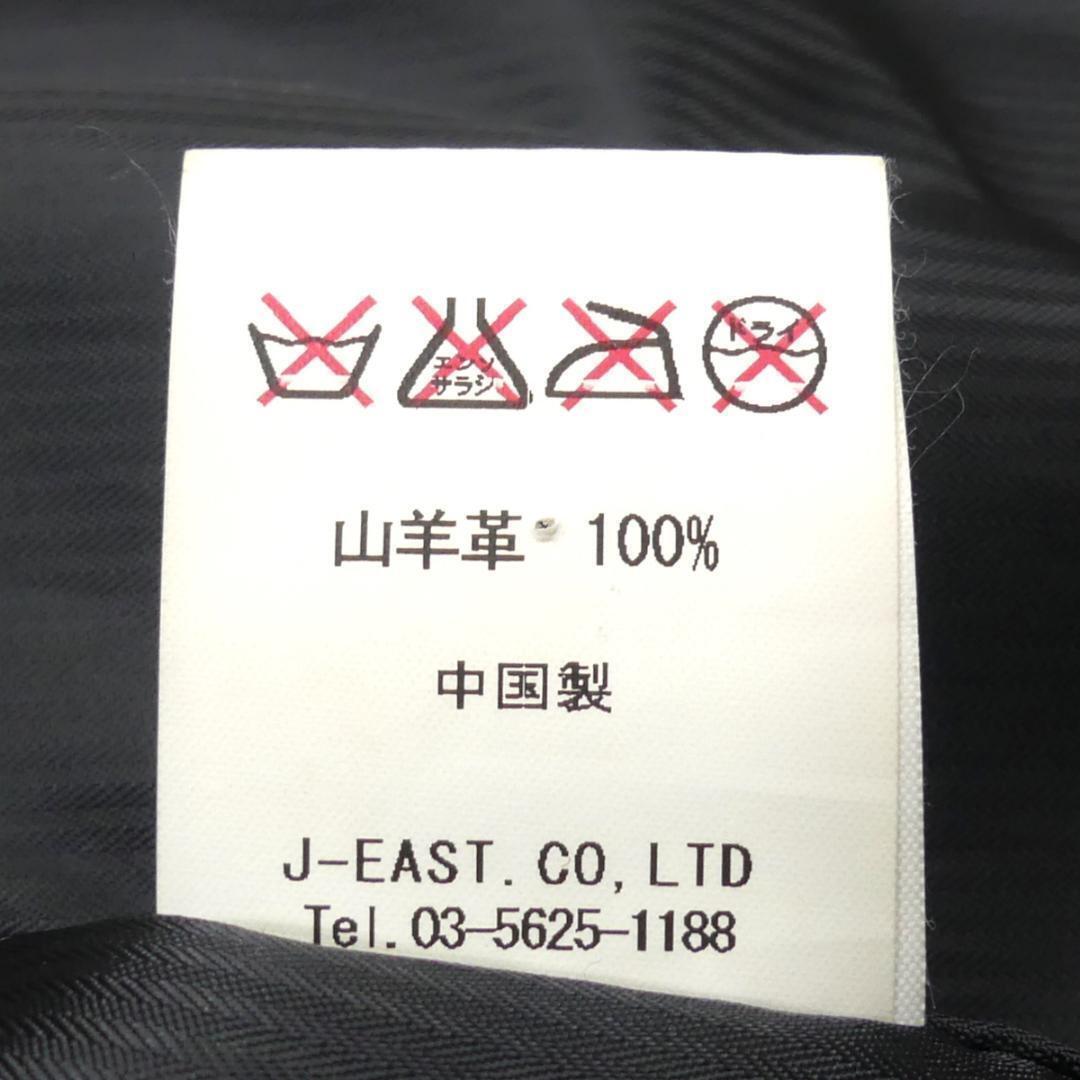 エンソ ドライ
サラシ
山羊革 100%
中国製
J-EAST. CO, LTD
Tel. 03-5625-1188